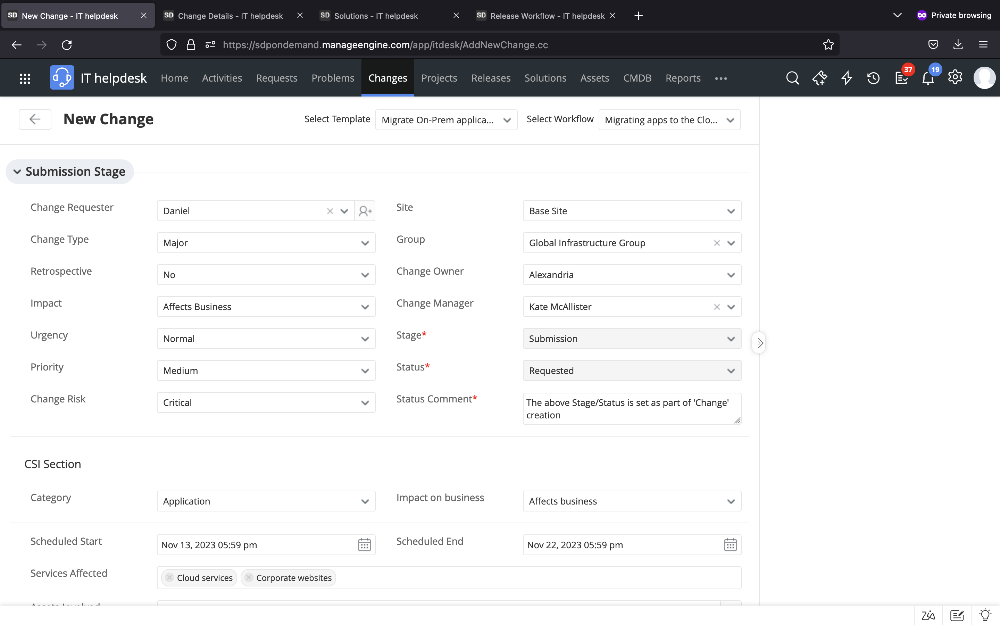 SD New Change - IT helpdesk
SD Change Details - IT helpdesk
SD Solutions - IT helpdesk
SD Release Workflow - IT helpdesk
Private browsing
https://sdpondemand.manageengine.com/app/itdesk/AddNewChange.cc
IT helpdesk Home Activities Requests Problems Changes Projects Releases Solutions Assets CMDB Reports 37 19
New Change
Select Template Migrate On-Prem applica...
Select Workflow Migrating apps to the Clo...
Submission Stage
Change Requester Daniel
Site Base Site
Change Type Major
Group Global Infrastructure Group
Retrospective No
Change Owner Alexandria
Impact Affects Business
Change Manager Kate McAllister
Urgency Normal
Stage* Submission
Priority Medium
Status* Requested
Change Risk Critical
Status Comment* The above Stage/Status is set as part of 'Change'
creation
CSI Section
Category Application
Impact on business Affects business
Scheduled Start Nov 13, 2023 05:59 pm
Scheduled End Nov 22, 2023 05:59 pm
Services Affected Cloud services Corporate websites